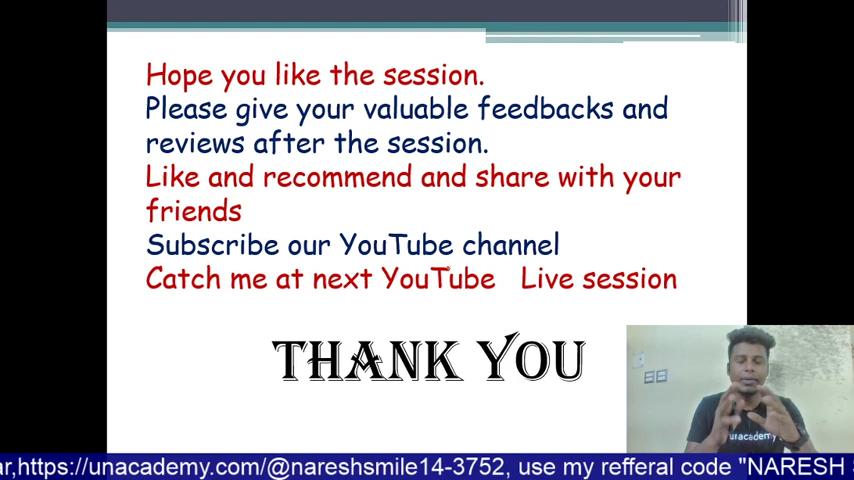 Hope you like the session.
Please give your valuable feedbacks and
reviews after the session.
Like and recommend and share with your
friends
Subscribe our YouTube channel
Catch me at next YouTube Live session
THANK YOU
unacademy
ar,https://unacademy.com/@nareshsmile14-3752, use my refferal code "NARESH